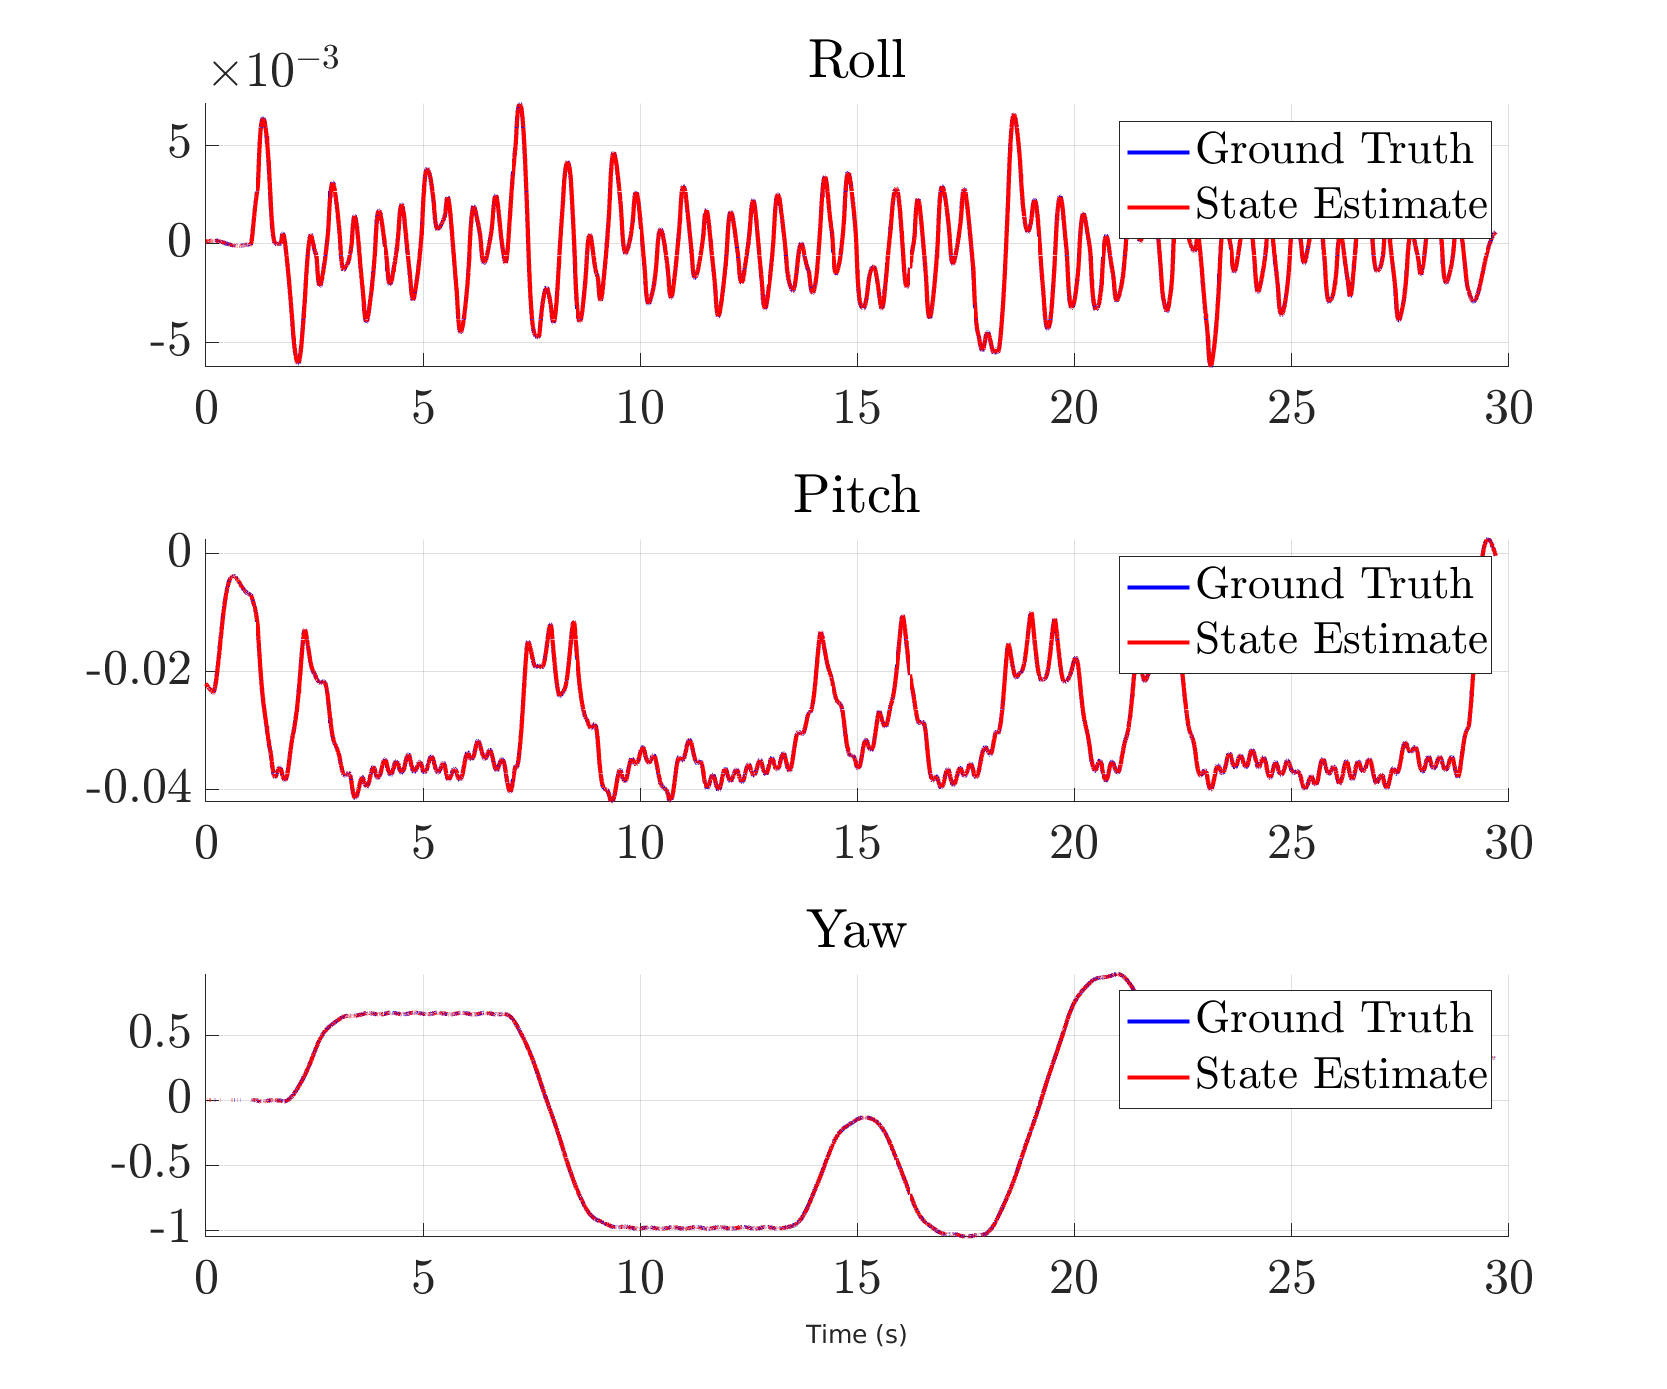 Roll
×10⁻³
5
0
-5
Ground Truth
State Estimate
0 5 10 15 20 25 30
Pitch
0
-0.02
-0.04
Ground Truth
State Estimate
0 5 10 15 20 25 30
Yaw
0.5
0
-0.5
-1
Ground Truth
State Estimate
0 5 10 15 20 25 30
Time (s)